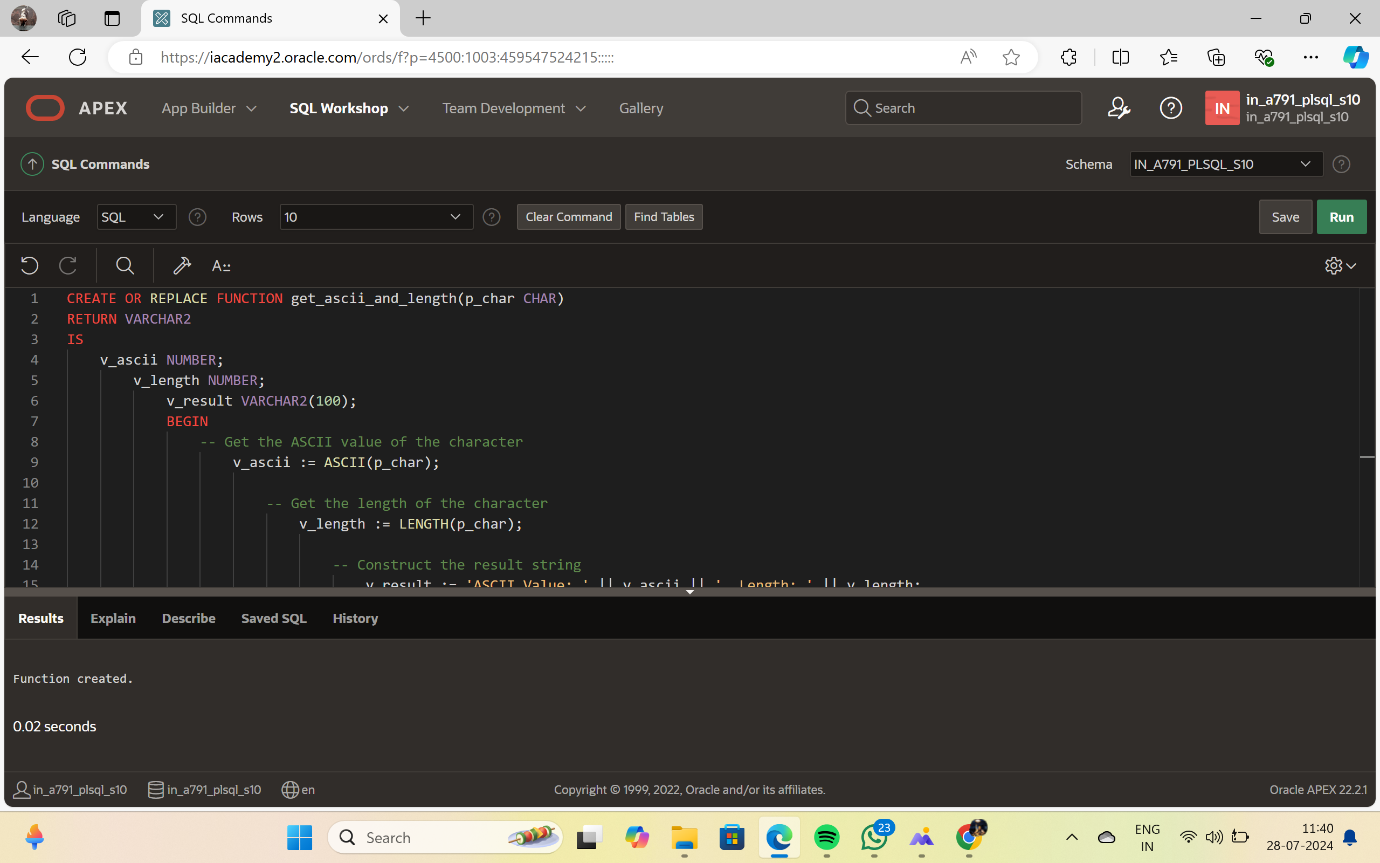 SQL Commands
https://iacademy2.oracle.com/ords/f?p=4500:1003:459547524215:::::
APEX App Builder SQL Workshop Team Development Gallery Search IN in_a791_plsql_s10
in_a791_plsql_s10
SQL Commands Schema IN_A791_PLSQL_S10
Language SQL Rows 10 Clear Command Find Tables Save Run
1 CREATE OR REPLACE FUNCTION get_ascii_and_length(p_char CHAR)
2 RETURN VARCHAR2
3 IS
4 v_ascii NUMBER;
5 v_length NUMBER;
6 v_result VARCHAR2(100);
7 BEGIN
8 -- Get the ASCII value of the character
9 v_ascii := ASCII(p_char);
10
11 -- Get the length of the character
12 v_length := LENGTH(p_char);
13
14 -- Construct the result string
15 v_result := 'ASCII Value: ' || v_ascii || ', Length: ' || v_length;
Results Explain Describe Saved SQL History
Function created.
0.02 seconds
in_a791_plsql_s10 in_a791_plsql_s10 en Copyright © 1999, 2022, Oracle and/or its affiliates. Oracle APEX 22.2.1
Search 23 ENG IN 11:40 28-07-2024